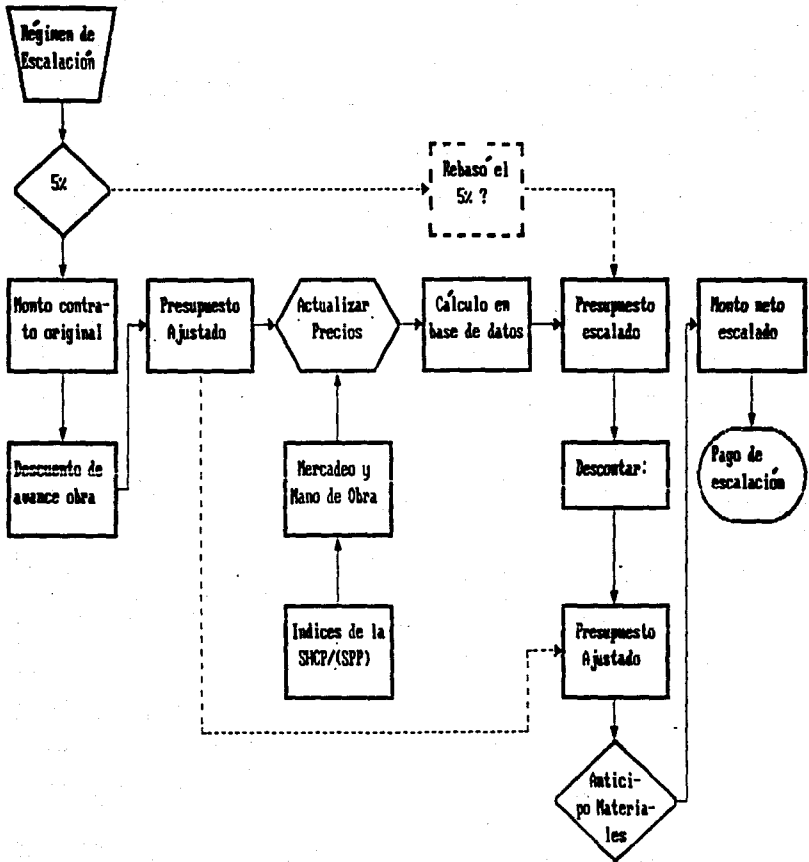 Régimen de
Escalación
5%
Rebasó el
5% ?
Monto contra-
to original
Presupuesto
Ajustado
Actualizar
Precios
Cálculo en
base de datos
Presupuesto
escalado
Monto neto
escalado
Descuento de
avance obra
Mercadeo y
Mano de Obra
Descontar:
Pago de
escalación
Indices de la
SHCP/(SPP)
Presupuesto
Ajustado
Antici-
po Materia-
les